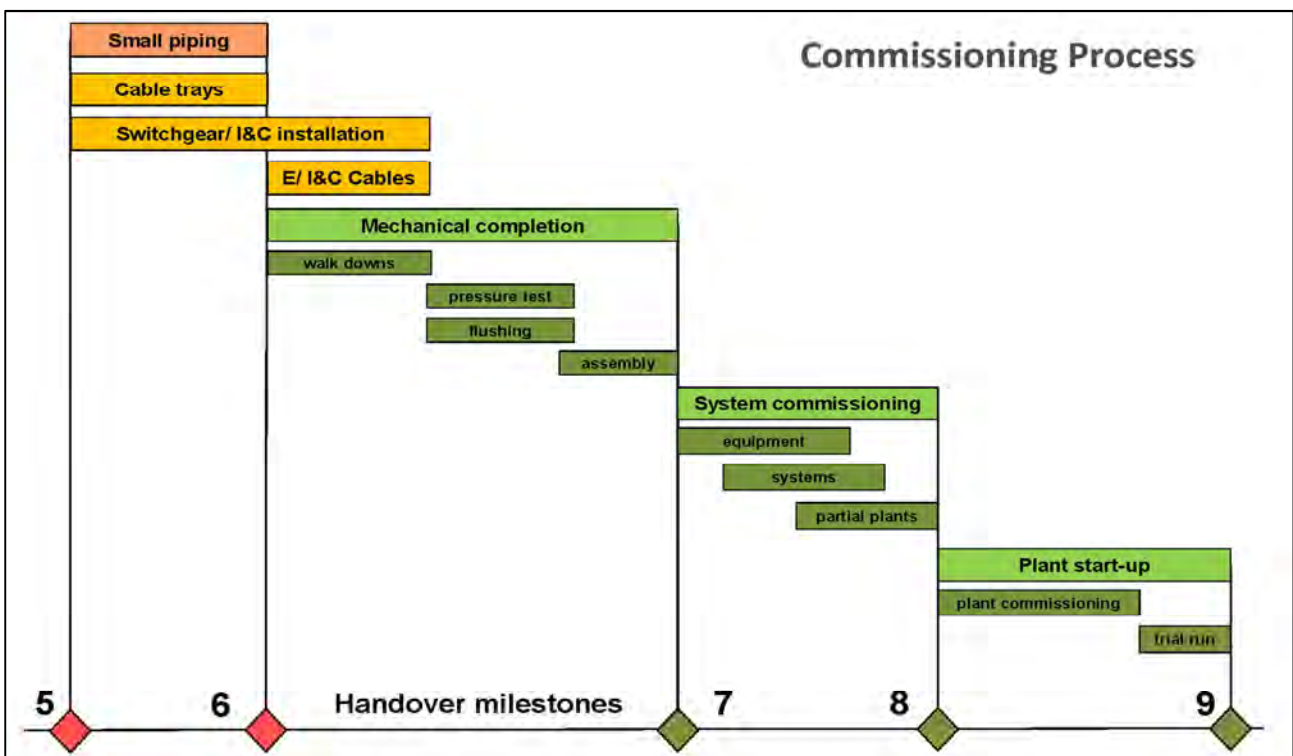 Commissioning Process
Small piping
Cable trays
Switchgear/ I&C installation
E/ I&C Cables
Mechanical completion
walk downs
pressure test
flushing
assembly
System commissioning
equipment
systems
partial plants
Plant start-up
plant commissioning
trial run
5
6
Handover milestones
7
8
9